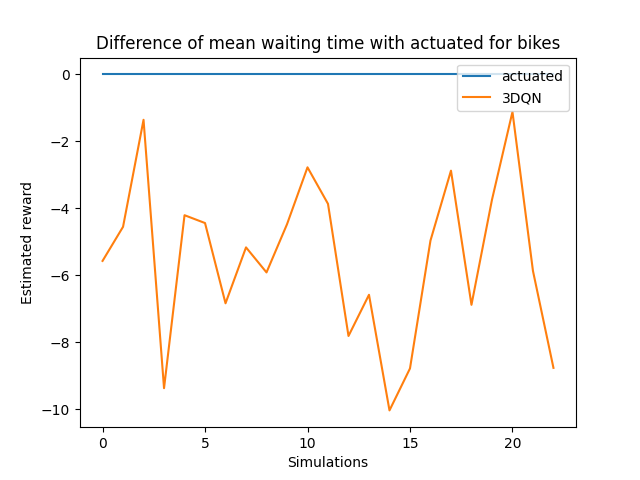 Difference of mean waiting time with actuated for bikes
actuated
3DQN
0
−2
−4
−6
−8
−10
Estimated reward
0
5
10
15
20
Simulations